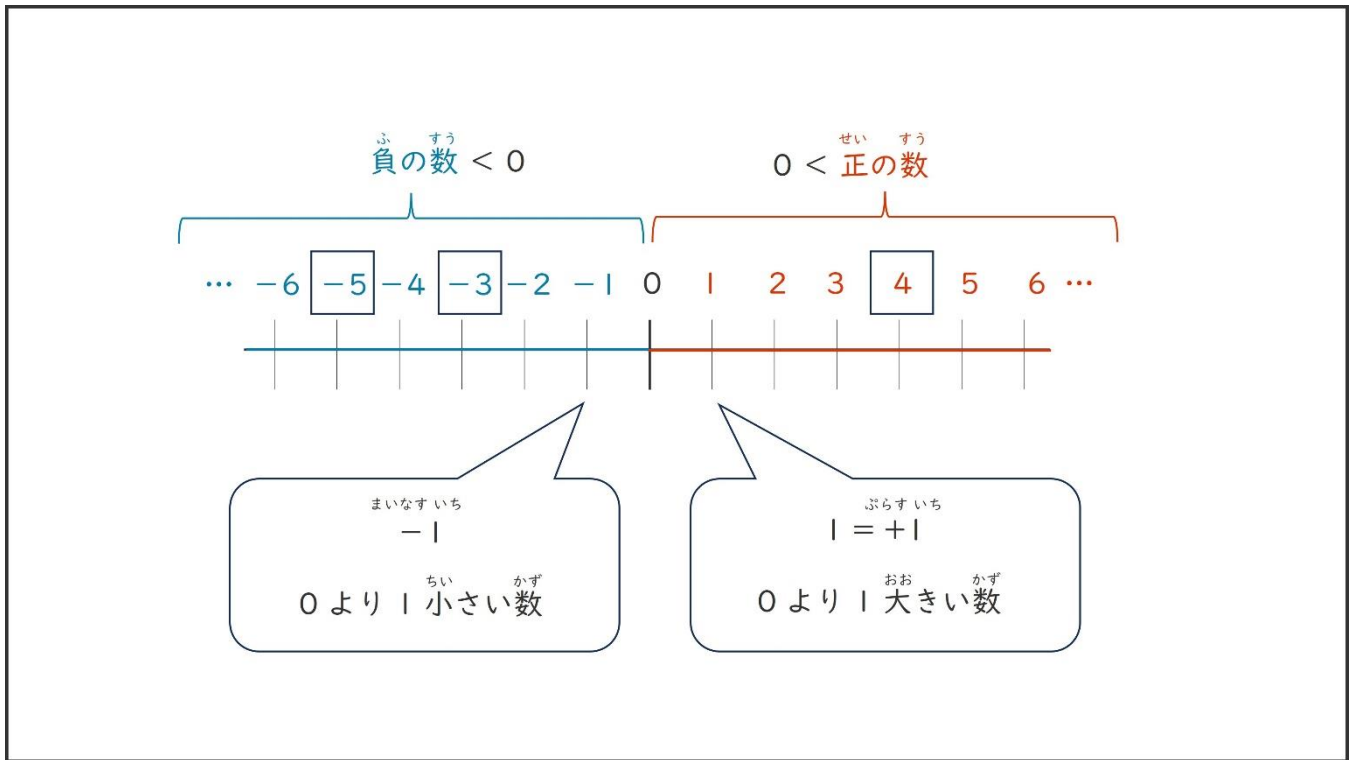 ふ すう せい すう
負の数 < 0 0 < 正の数
… −6 −5 −4 −3 −2 −1 0 1 2 3 4 5 6 …
まいなす いち
−1
ちい かず
0 より 1 小さい数
ぷらす いち
1 = +1
おお かず
0 より 1 大きい数